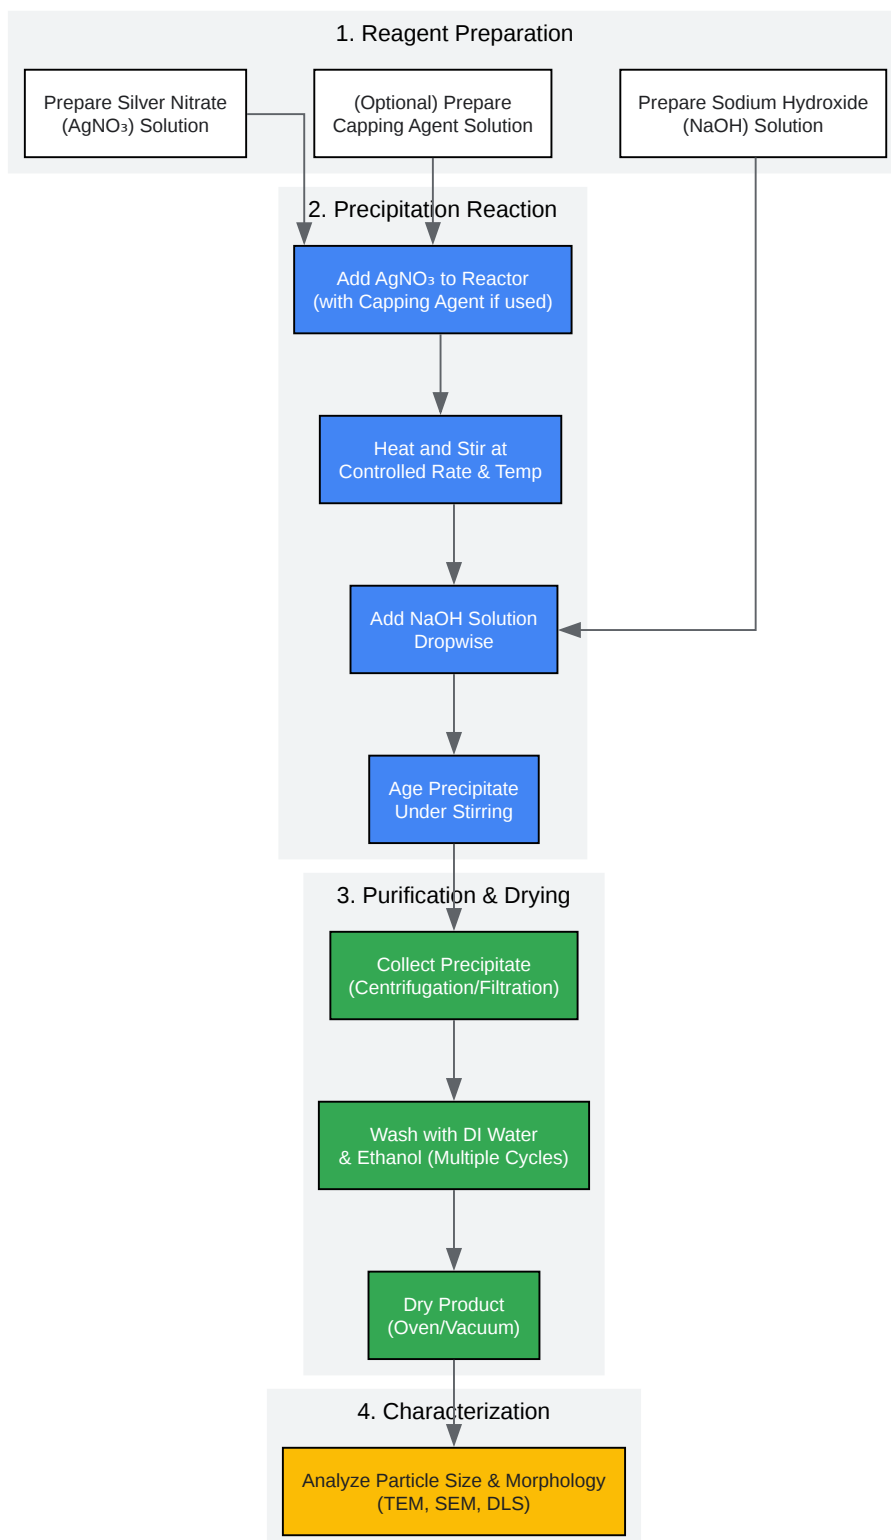 1. Reagent Preparation
Prepare Silver Nitrate
(AgNO₃) Solution
(Optional) Prepare
Capping Agent Solution
Prepare Sodium Hydroxide
(NaOH) Solution
2. Precipitation Reaction
Add AgNO₃ to Reactor
(with Capping Agent if used)
Heat and Stir at
Controlled Rate & Temp
Add NaOH Solution
Dropwise
Age Precipitate
Under Stirring
3. Purification & Drying
Collect Precipitate
(Centrifugation/Filtration)
Wash with DI Water
& Ethanol (Multiple Cycles)
Dry Product
(Oven/Vacuum)
4. Characterization
Analyze Particle Size & Morphology
(TEM, SEM, DLS)